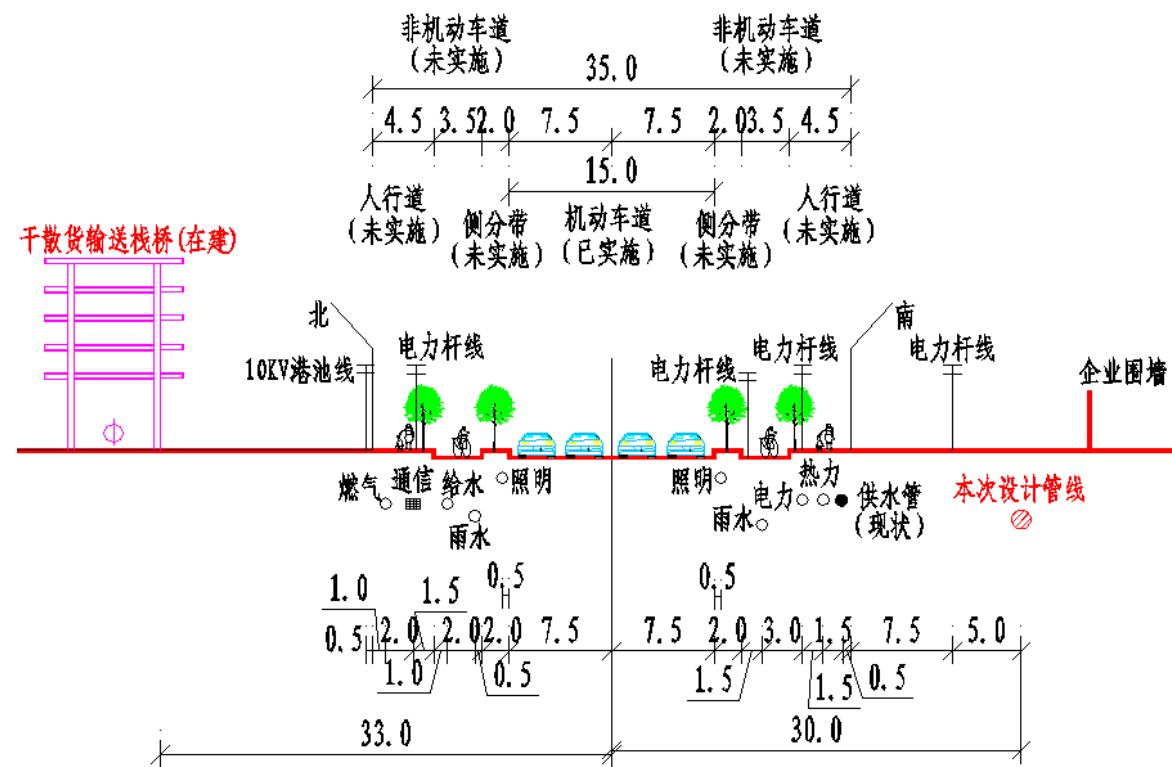 非机动车道
(未实施)
非机动车道
(未实施)
35.0
4.5
3.5
2.0
7.5
7.5
2.0
3.5
4.5
15.0
人行道
(未实施)
侧分带
(未实施)
机动车道
(已实施)
侧分带
(未实施)
人行道
(未实施)
干散货输送栈桥(在建)
北
南
10KV港池线
电力杆线
电力杆线
电力杆线
电力杆线
企业围墙
燃气
通信
给水
照明
雨水
照明
雨水
电力
热力
供水管
(现状)
本次设计管线
0.5
0.5
1.0
1.5
0.5
2.0
2.0
2.0
7.5
7.5
2.0
3.0
1.5
7.5
5.0
1.0
0.5
1.5
1.5
0.5
33.0
30.0